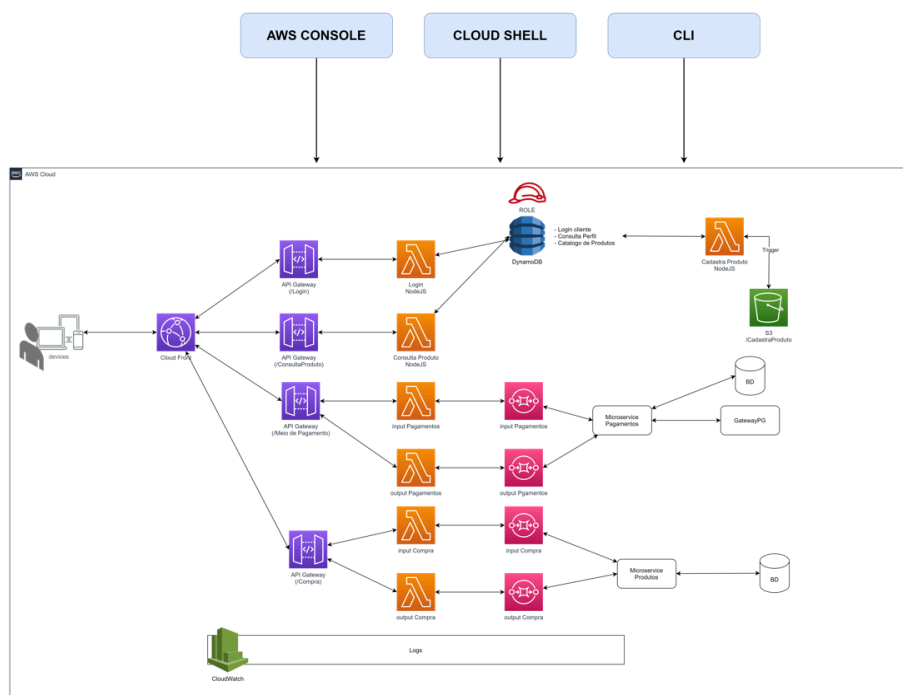 AWS CONSOLE
CLOUD SHELL
CLI
AWS Cloud
ROLE
- Login cliente
- Consulta Perfil
- Catalogo de Produtos
DynamoDB
Cadastra Produto
NodeJS
Trigger
S3
/CadastraProduto
API Gateway
(/Login)
Login
NodeJS
devices
Cloud Front
API Gateway
(/ConsultaProduto)
Consulta Produto
NodeJS
API Gateway
(/Meio de Pagamento)
input Pagamentos
input Pagamentos
Microservice
Pagamentos
BD
GatewayPG
output Pagamentos
output Pgamentos
API Gateway
(/Compra)
input Compra
input Compra
Microservice
Produtos
BD
output Compra
output Compra
Logs
CloudWatch